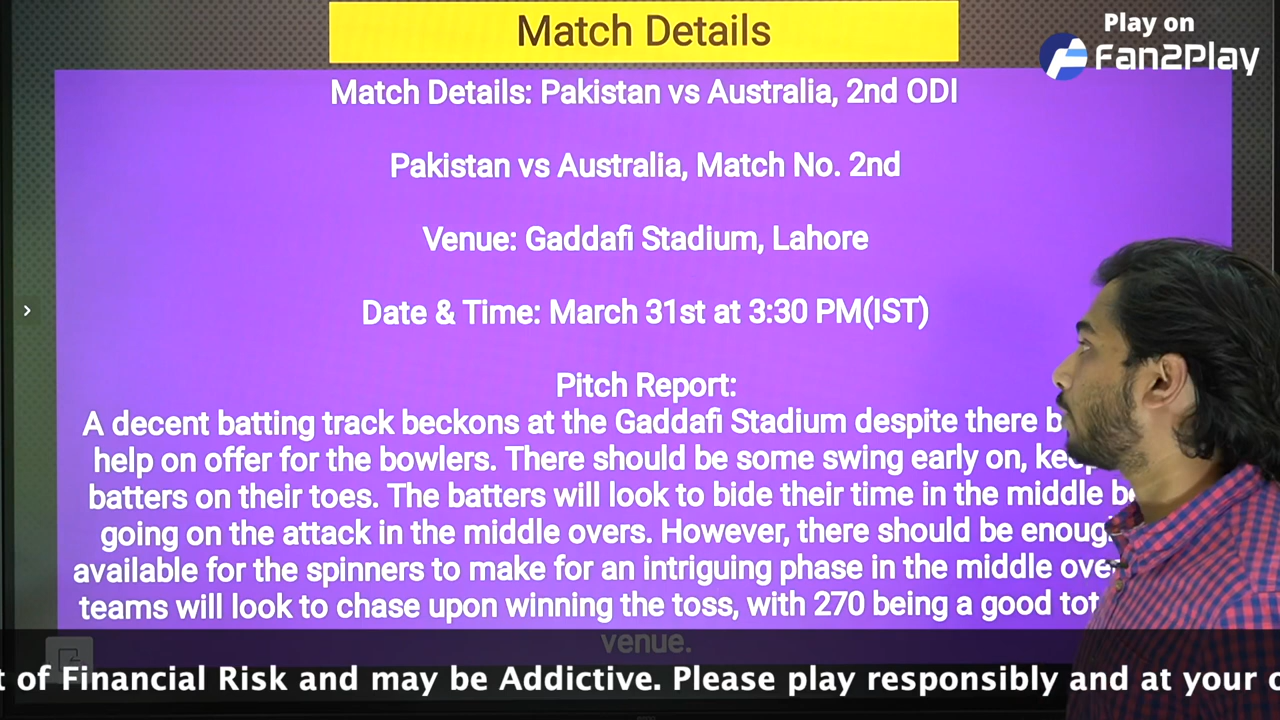 Match Details
Play on
Fan2Play
Match Details: Pakistan vs Australia, 2nd ODI
Pakistan vs Australia, Match No. 2nd
Venue: Gaddafi Stadium, Lahore
Date & Time: March 31st at 3:30 PM(IST)
Pitch Report:
A decent batting track beckons at the Gaddafi Stadium despite there
help on offer for the bowlers. There should be some swing early on,
batters on their toes. The batters will look to bide their time in the middle
going on the attack in the middle overs. However, there should be
available for the spinners to make for an intriguing phase in the middle
teams will look to chase upon winning the toss, with 270 being a good
venue.
of Financial Risk and may be Addictive. Please play responsibly and at your